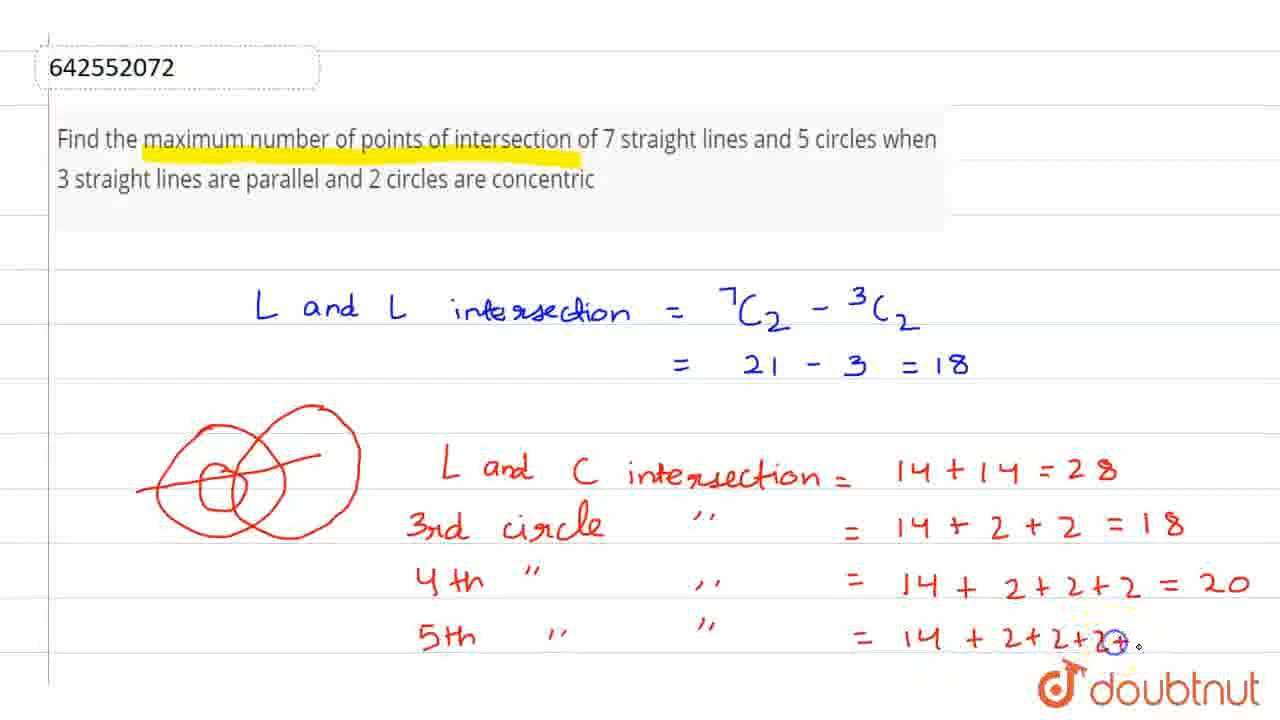 642552072
Find the maximum number of points of intersection of 7 straight lines and 5 circles when
3 straight lines are parallel and 2 circles are concentric
L and L intersection = ⁷C₂ - ³C₂
= 21 - 3 = 18
L and C intersection = 14 + 14 = 28
3rd circle " = 14 + 2 + 2 = 18
4th " " = 14 + 2 + 2 + 2 = 20
5th " " = 14 + 2 + 2 + 2 +
doubtnut